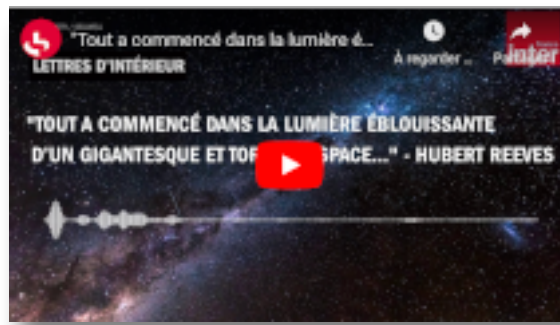 "Tout a commencé dans la lumière é...
À regarder ...
inter
LETTRES D'INTÉRIEUR
"TOUT A COMMENCÉ DANS LA LUMIÈRE ÉBLOUISSANTE
D'UN GIGANTESQUE ET SPACE..." - HUBERT REEVES